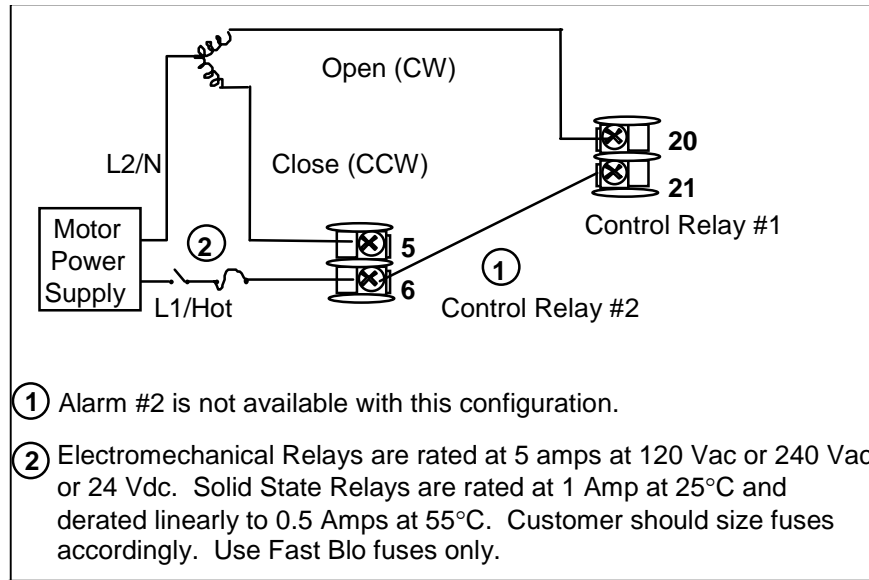 Open (CW)
20
L2/N
Close (CCW)
21
Control Relay #1
Motor
Power
Supply
2
5
1
6
L1/Hot
Control Relay #2
1 Alarm #2 is not available with this configuration.
2 Electromechanical Relays are rated at 5 amps at 120 Vac or 240 Vac
or 24 Vdc. Solid State Relays are rated at 1 Amp at 25°C and
derated linearly to 0.5 Amps at 55°C. Customer should size fuses
accordingly. Use Fast Blo fuses only.